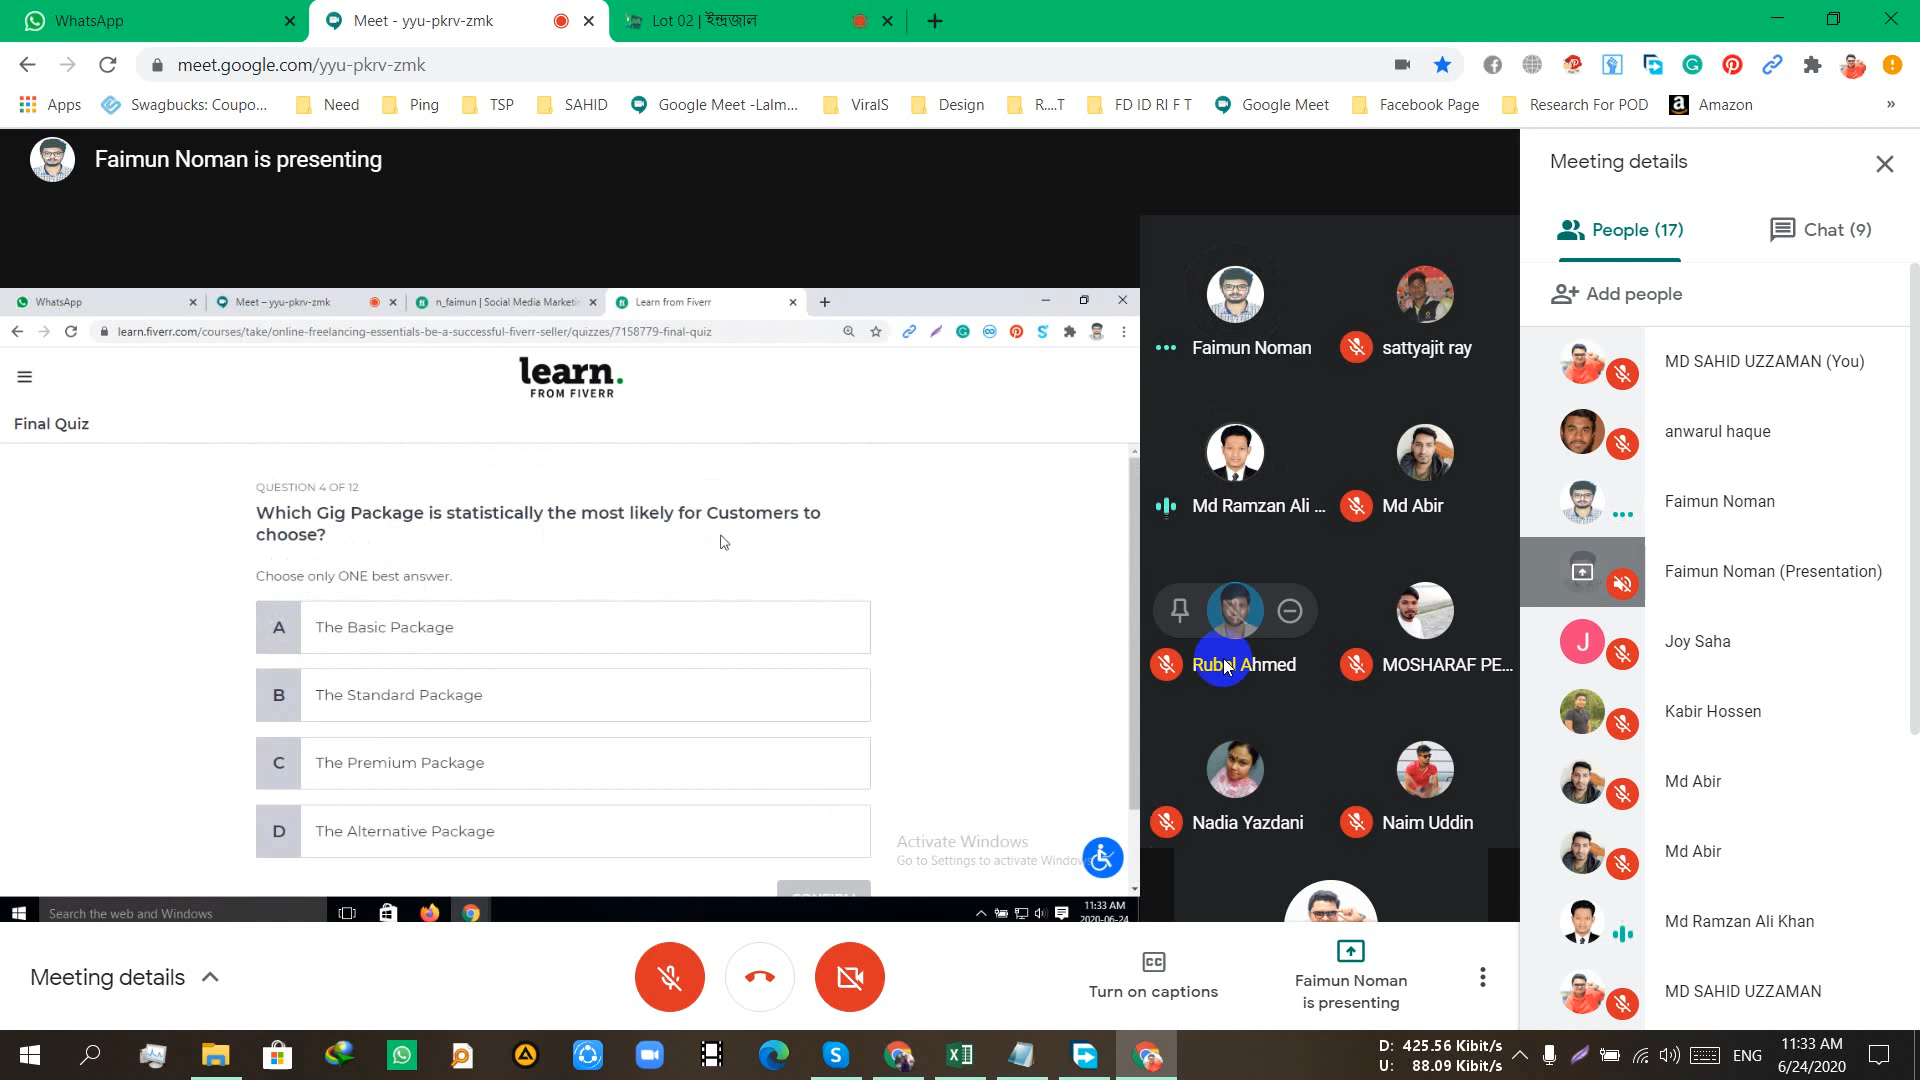 WhatsApp
Meet - yyu-pkrv-zmk
Lot 02 | ইন্দ্রজাল
meet.google.com/yyu-pkrv-zmk
Apps
Swagbucks: Coupo...
Need
Ping
TSP
SAHID
Google Meet -Lalm...
ViralS
Design
R....T
FD ID RI F T
Google Meet
Facebook Page
Research For POD
Amazon
»
Faimun Noman is presenting
WhatsApp
Meet – yyu-pkrv-zmk
n_faimun | Social Media Marketi
Learn from Fiverr
learn.fiverr.com/courses/take/online-freelancing-essentials-be-a-successful-fiverr-seller/quizzes/7158779-final-quiz
learn.
FROM FIVERR
Final Quiz
QUESTION 4 OF 12
Which Gig Package is statistically the most likely for Customers to
choose?
Choose only ONE best answer.
A The Basic Package
B The Standard Package
C The Premium Package
D The Alternative Package
Activate Windows
Go to Settings to activate Windows
Search the web and Windows
11:33 AM
2020-06-24
Faimun Noman
sattyajit ray
Md Ramzan Ali ...
Md Abir
Rubel Ahmed
MOSHARAF PE...
Nadia Yazdani
Naim Uddin
Meeting details
People (17)
Chat (9)
Add people
MD SAHID UZZAMAN (You)
anwarul haque
Faimun Noman
Faimun Noman (Presentation)
J
Joy Saha
Kabir Hossen
Md Abir
Md Abir
Md Ramzan Ali Khan
MD SAHID UZZAMAN
Meeting details
CC
Turn on captions
Faimun Noman
is presenting
D: 425.56 Kibit/s
U: 88.09 Kibit/s
ENG
11:33 AM
6/24/2020